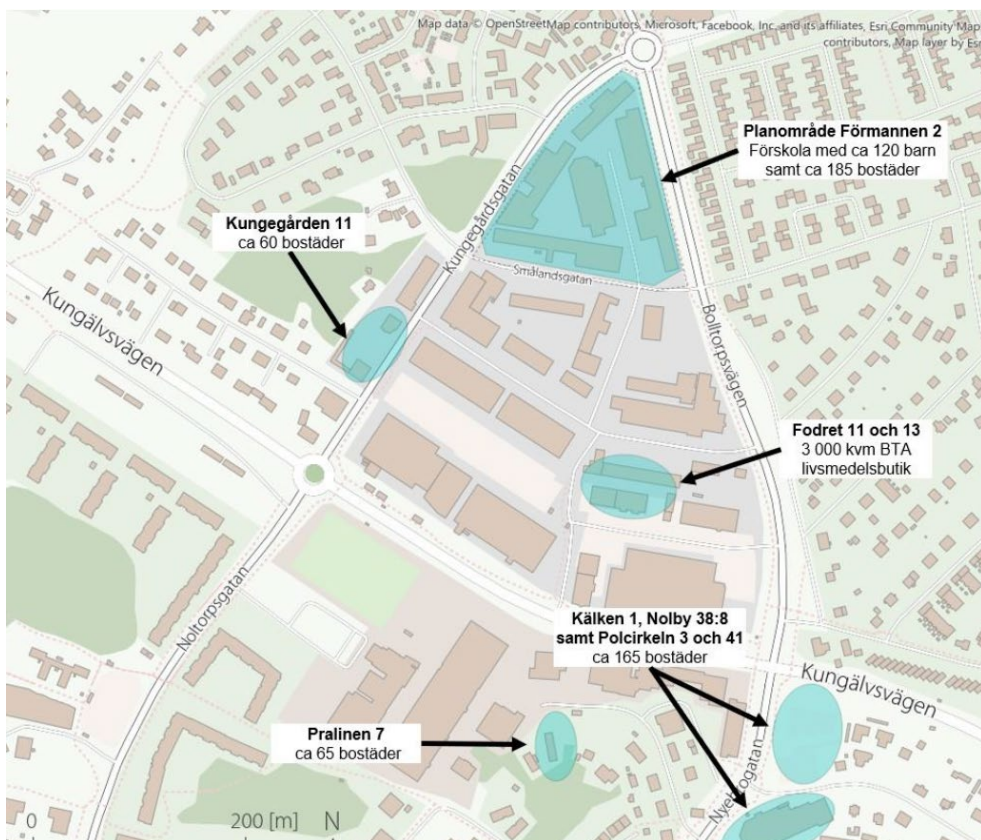 Map data © OpenStreetMap contributors, Microsoft, Facebook, Inc. and its affiliates, Esri Community Map
contributors, Map layer by Esri
Planområde Förmannen 2
Förskola med ca 120 barn
samt ca 185 bostäder
Kungegården 11
ca 60 bostäder
Kungegårdsgatan
Smålandsgatan
Kungälvsvägen
Bolltorpsvägen
Fodret 11 och 13
3 000 kvm BTA
livsmedelsbutik
Noltorpsgatan
Kälken 1, Nolby 38:8
samt Polcirkeln 3 och 41
ca 165 bostäder
Kungälvsvägen
Pralinen 7
ca 65 bostäder
0 200 [m] N